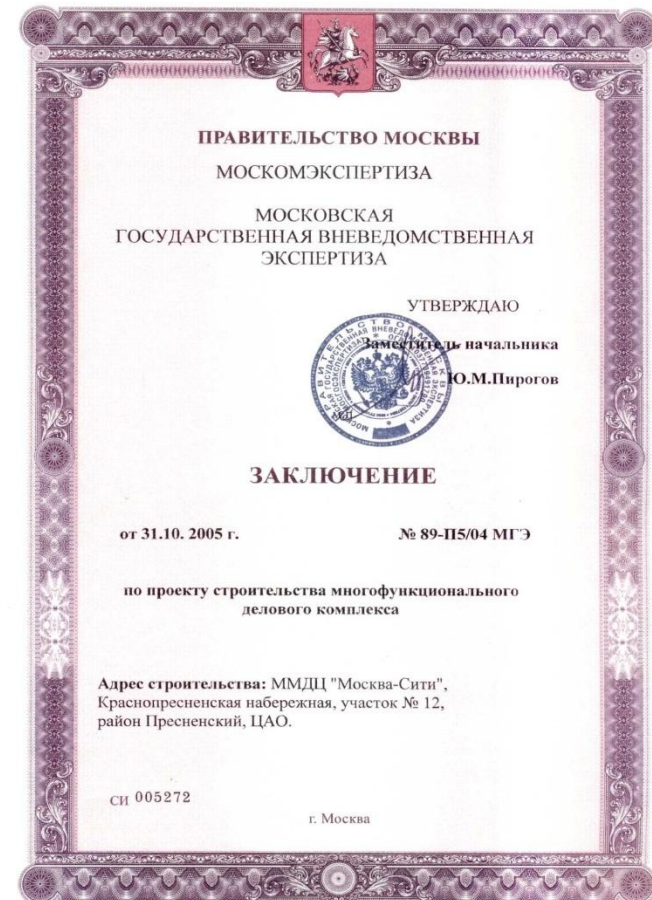 ПРАВИТЕЛЬСТВО МОСКВЫ
МОСКОМЭКСПЕРТИЗА
МОСКОВСКАЯ
ГОСУДАРСТВЕННАЯ ВНЕВЕДОМСТВЕННАЯ
ЭКСПЕРТИЗА
УТВЕРЖДАЮ
Заместитель начальника
Ю.М.Пирогов
ЗАКЛЮЧЕНИЕ
от 31.10. 2005 г. № 89-П5/04 МГЭ
по проекту строительства многофункционального
делового комплекса
Адрес строительства: ММДЦ "Москва-Сити",
Краснопресненская набережная, участок № 12,
район Пресненский, ЦАО.
СИ 005272
г. Москва